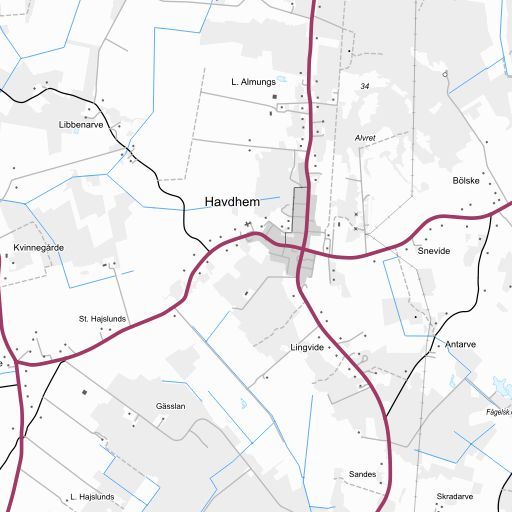 L. Almungs
34
Libbenarve
Alvret
Bölske
Havdhem
Kvinnegårde
Snevide
St. Hajslunds
Lingvide
Antarve
Gässlan
Sandes
L. Hajslunds
Skradarve